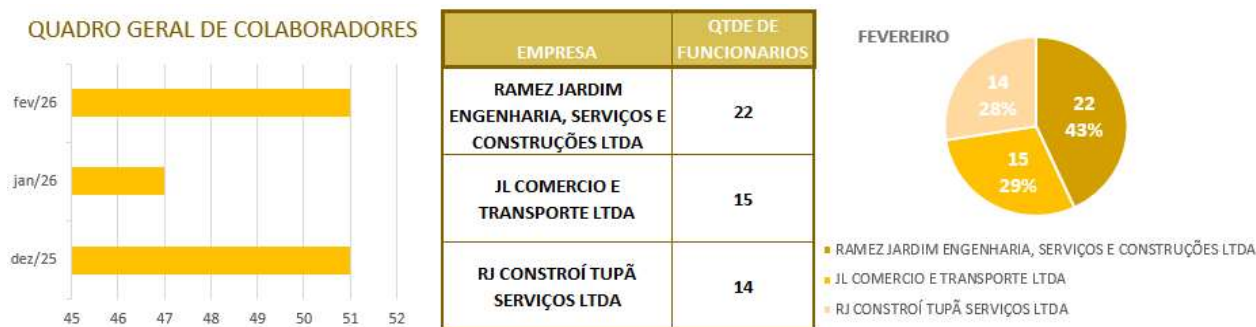 QUADRO GERAL DE COLABORADORES
fev/26
jan/26
dez/25
45 46 47 48 49 50 51 52
EMPRESA
QTDE DE
FUNCIONARIOS
RAMEZ JARDIM
ENGENHARIA, SERVIÇOS E
CONSTRUÇÕES LTDA
22
JL COMERCIO E
TRANSPORTE LTDA
15
RJ CONSTROÍ TUPÃ
SERVIÇOS LTDA
14
FEVEREIRO
14
28%
22
43%
15
29%
RAMEZ JARDIM ENGENHARIA, SERVIÇOS E CONSTRUÇÕES LTDA
JL COMERCIO E TRANSPORTE LTDA
RJ CONSTROÍ TUPÃ SERVIÇOS LTDA